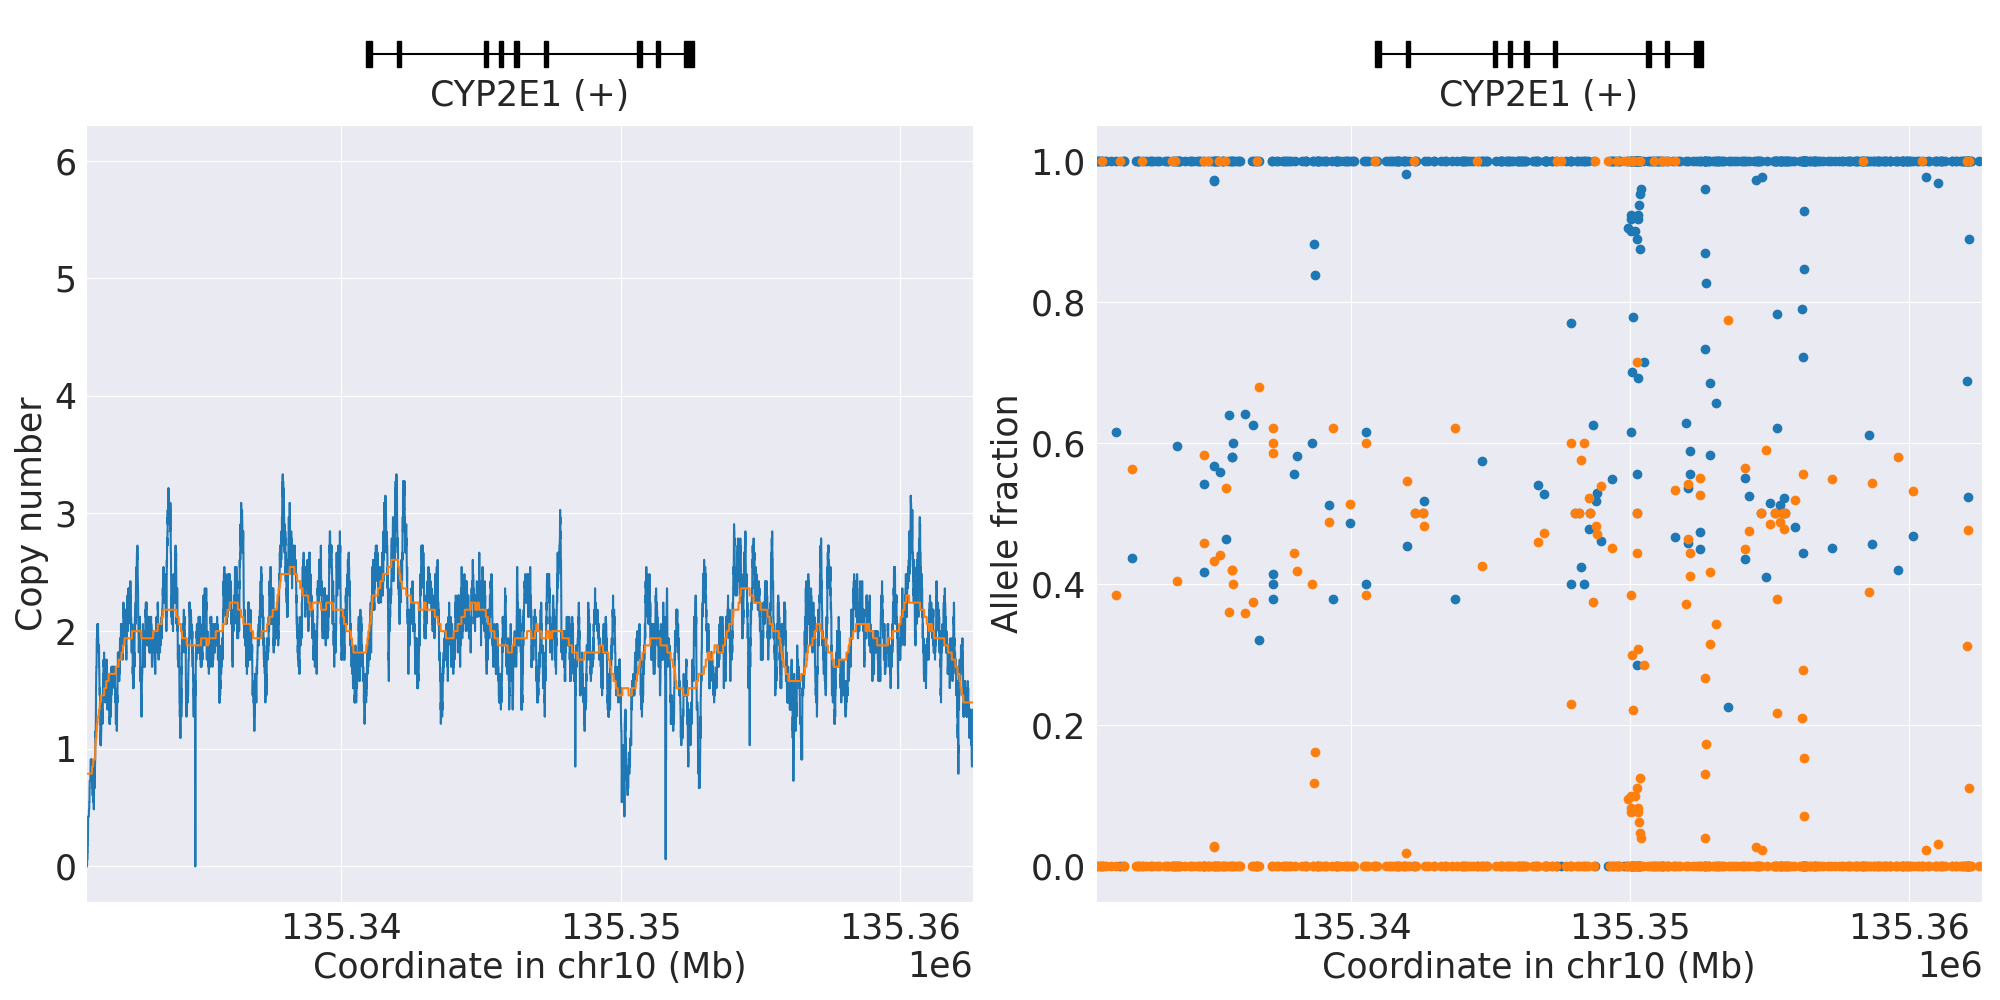 CYP2E1 (+)
Copy number
6
5
4
3
2
1
0
135.34
135.35
135.36
Coordinate in chr10 (Mb)
1e6
CYP2E1 (+)
Allele fraction
1.0
0.8
0.6
0.4
0.2
0.0
135.34
135.35
135.36
Coordinate in chr10 (Mb)
1e6